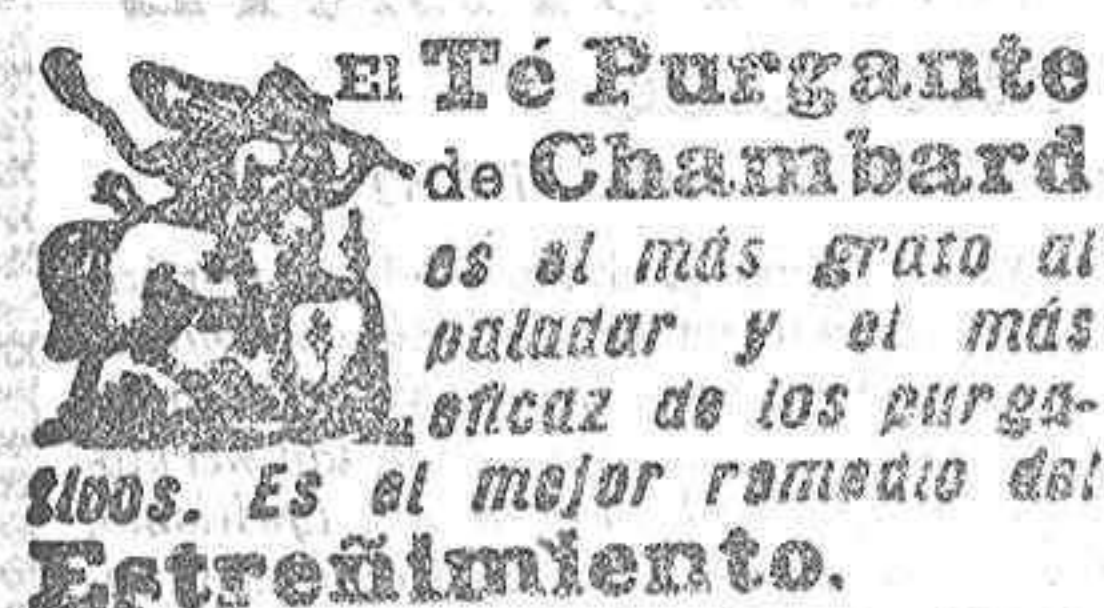 El Té Purgante
de Chambard
es el más grato al
paladar y el más
eficaz de los purga-
tivos. Es el mejor remedio del
Estreñimiento.